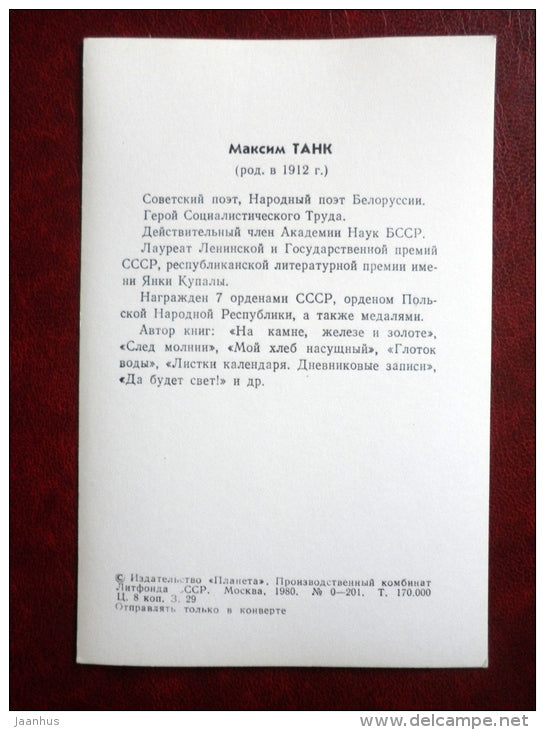 Максим ТАНК
(род. в 1912 г.)
Советский поэт, Народный поэт Белоруссии.
Герой Социалистического Труда.
Действительный член Академии Наук БССР.
Лауреат Ленинской и Государственной премий
СССР, республиканской литературной премии име-
ни Янки Купалы.
Награжден 7 орденами СССР, орденом Поль-
ской Народной Республики, а также медалями.
Автор книг: «На камне, железе и золоте»,
«След молнии», «Мой хлеб насущный», «Глоток
воды», «Листки календаря. Дневниковые записи»,
«Да будет свет!» и др.
© Издательство «Планета». Производственный комбинат
Литфонда СССР. Москва, 1980. № 0—201. Т. 170.000
Ц. 8 коп. З. 29
Отправлять только в конверте
jaanhus
www.delcampe.net